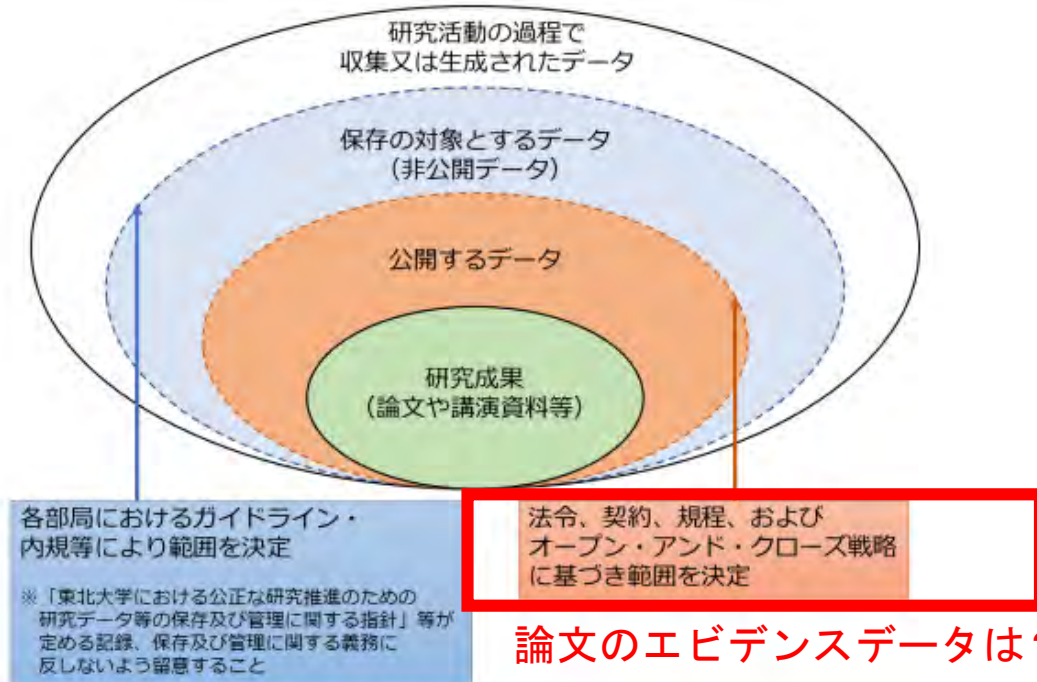 研究活動の過程で
収集又は生成されたデータ
保存の対象とするデータ
(非公開データ)
公開するデータ
研究成果
(論文や講演資料等)
各部局におけるガイドライン・
内規等により範囲を決定
※「東北大学における公正な研究推進のための
研究データ等の保存及び管理に関する指針」等が
定める記録、保存及び管理に関する義務に
反しないよう留意すること
法令、契約、規程、および
オープン・アンド・クローズ戦略
に基づき範囲を決定
論文のエビデンスデータは